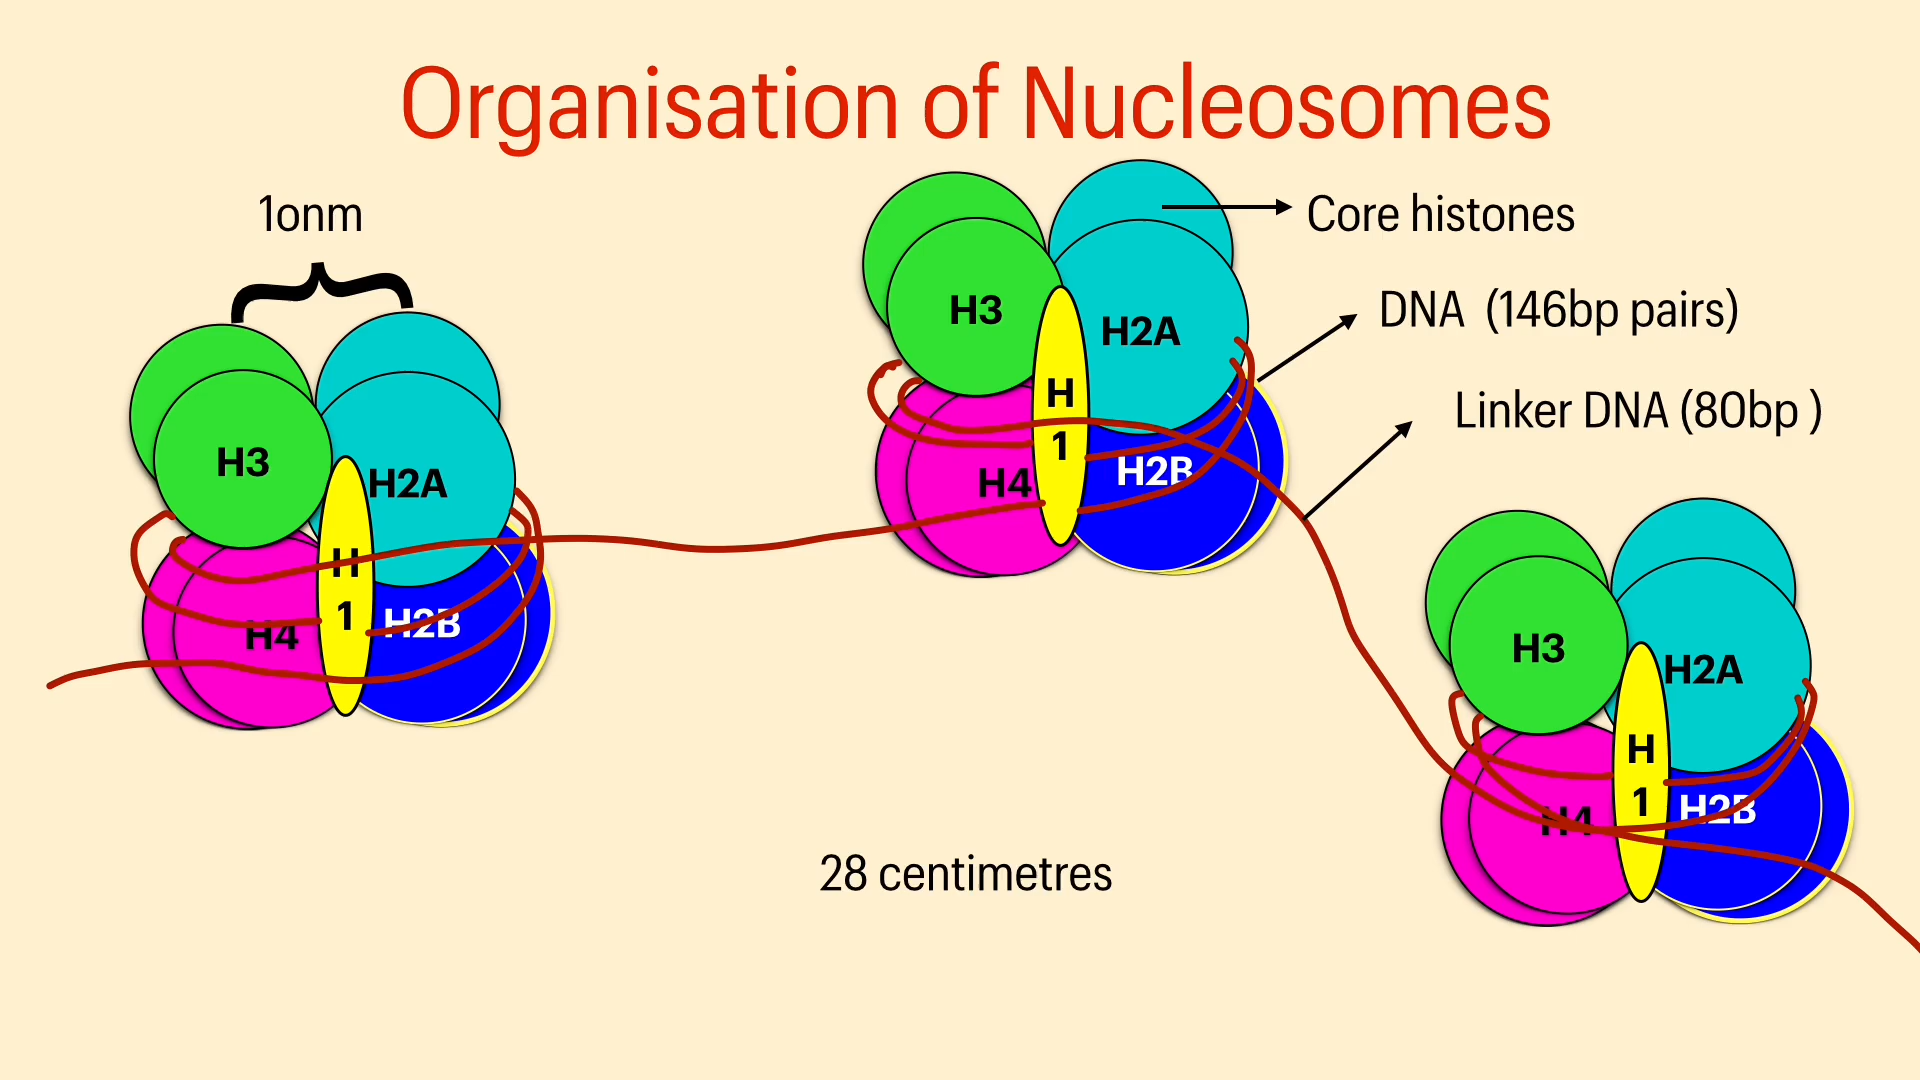 Organisation of Nucleosomes
1onm
Core histones
DNA (146bp pairs)
Linker DNA (80bp )
H3
H2A
H
1
H4
H2B
H3
H2A
H
1
H4
H2B
H3
H2A
H
1
H4
H2B
28 centimetres